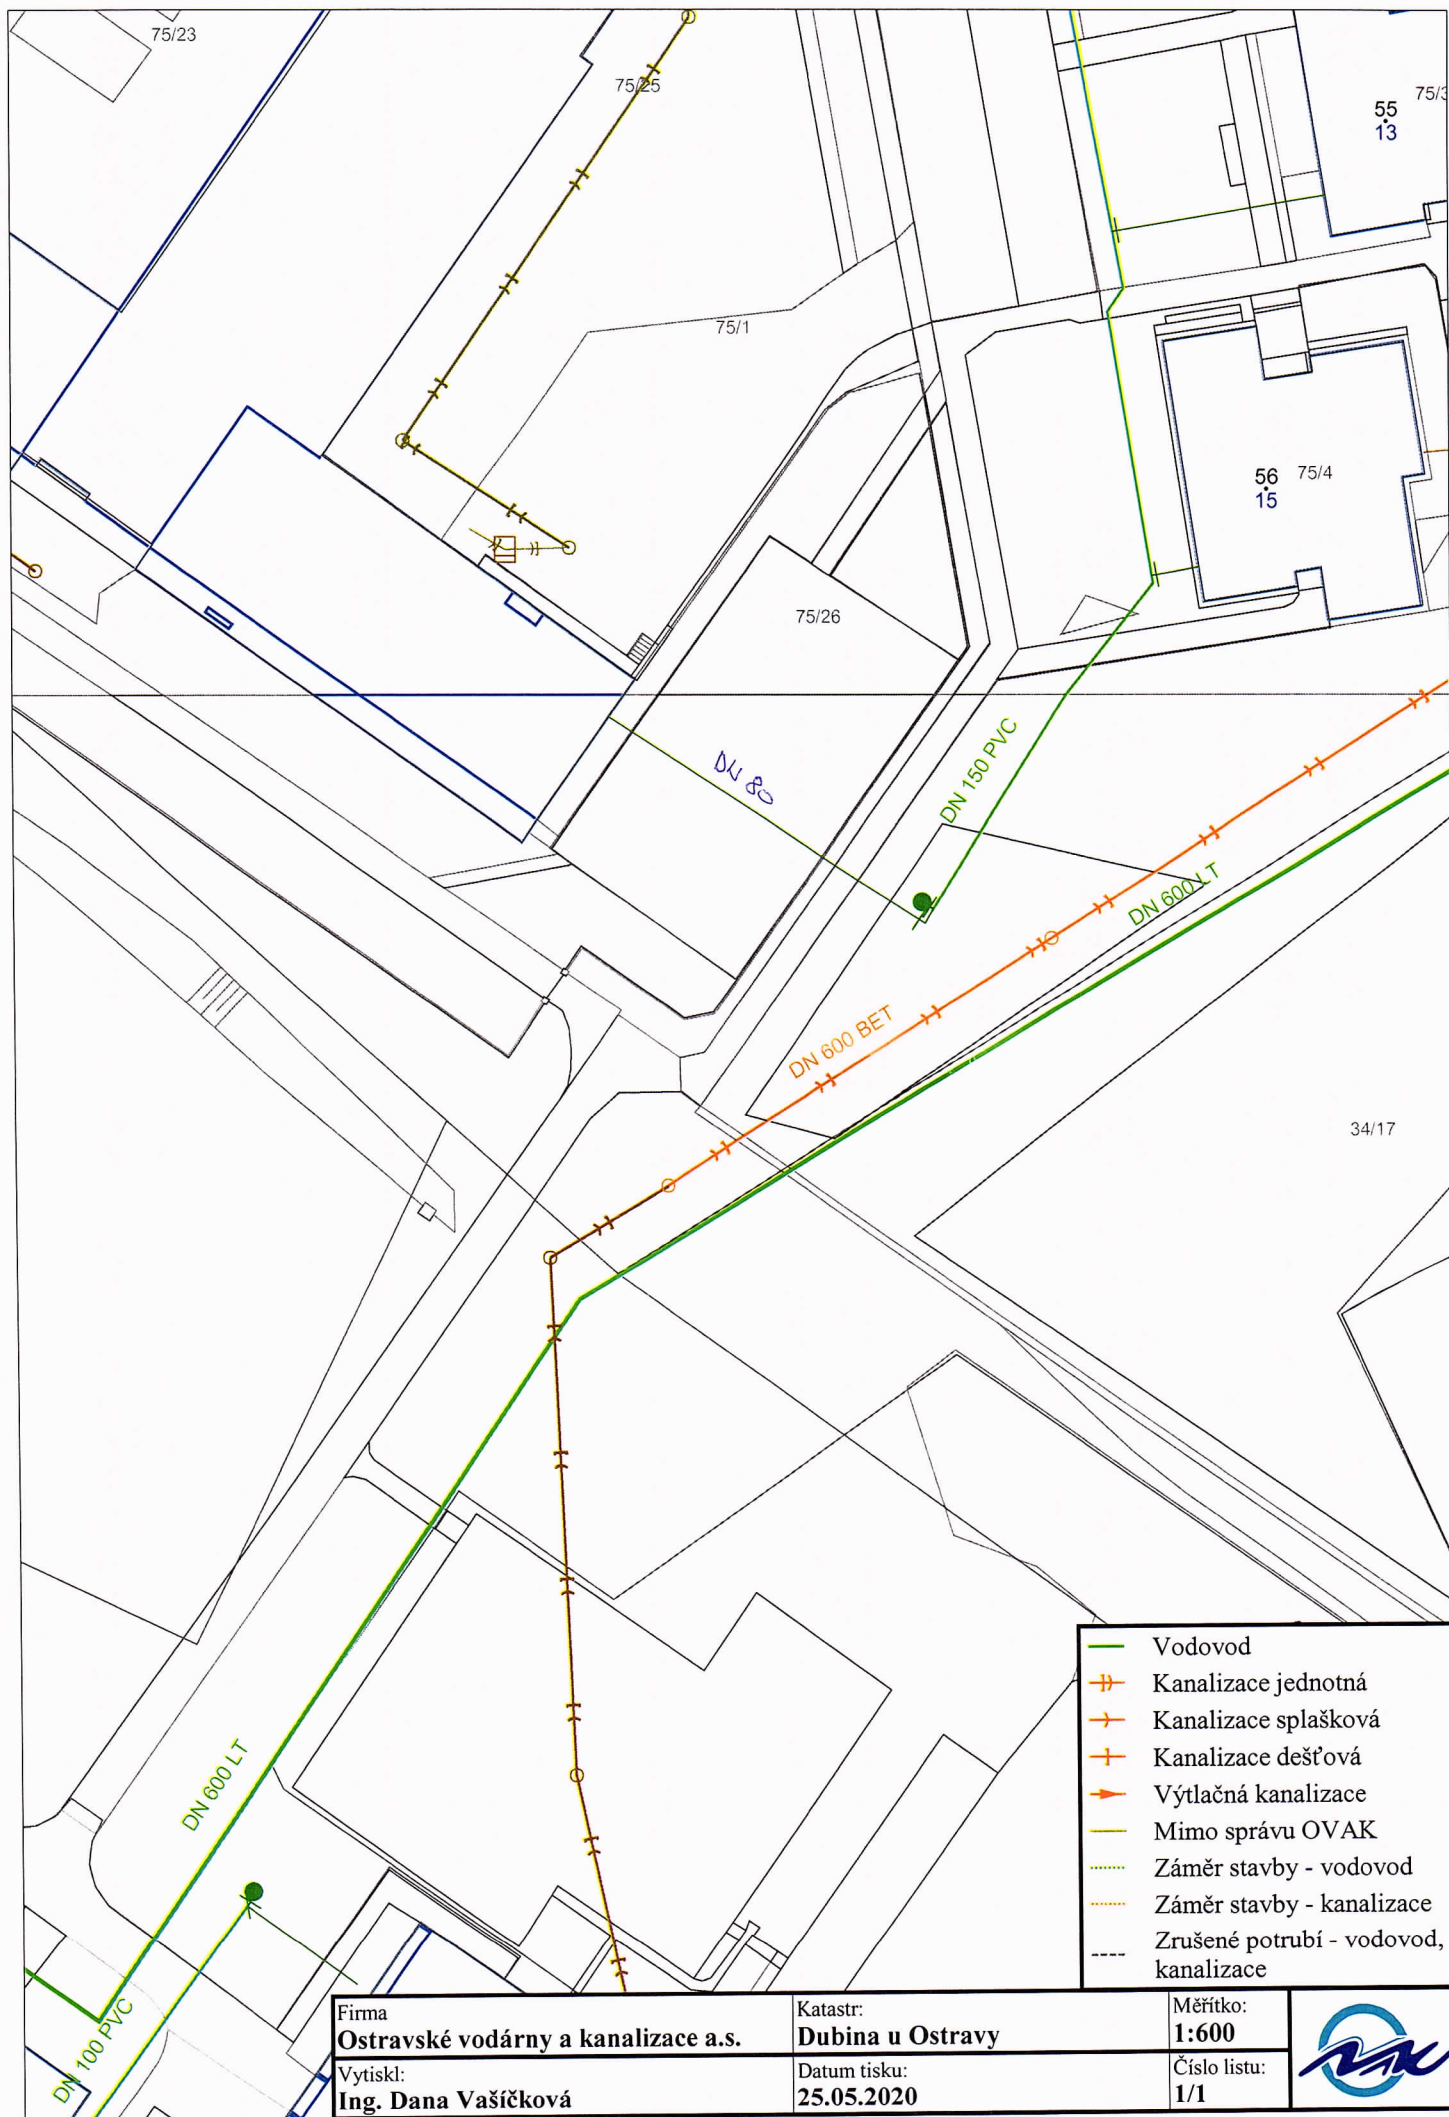 75/23
75/25
55
75/3
13
75/1
56
75/4
15
75/26
DN 80
DN 150 PVC
DN 600 LT
DN 600 BET
34/17
DN 600 LT
DN 100 PVC
Vodovod
Kanalizace jednotná
Kanalizace splašková
Kanalizace dešťová
Výtlačná kanalizace
Mimo správu OVAK
Záměr stavby - vodovod
Záměr stavby - kanalizace
Zrušené potrubí - vodovod,
kanalizace
Firma
Ostravské vodárny a kanalizace a.s.
Katastr:
Dubina u Ostravy
Měřítko:
1:600
Vytiskl:
Ing. Dana Vašíčková
Datum tisku:
25.05.2020
Číslo listu:
1/1